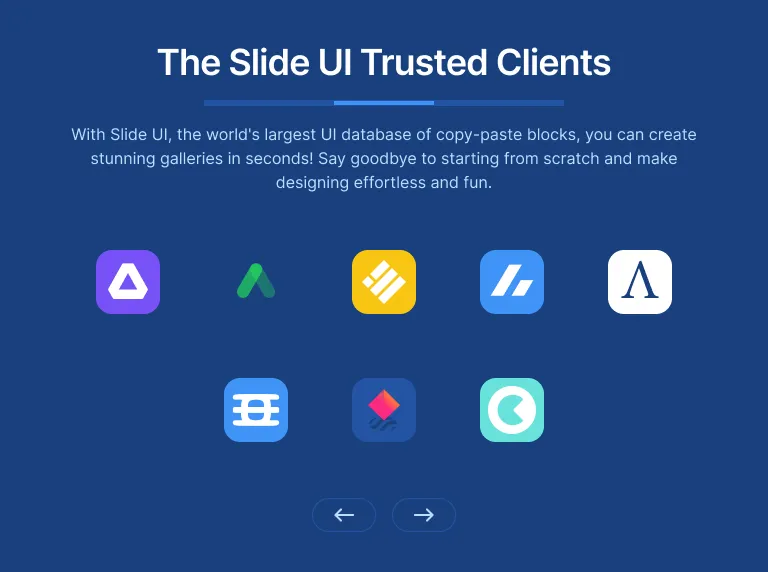 The Slide UI Trusted Clients
With Slide UI, the world's largest UI database of copy-paste blocks, you can create
stunning galleries in seconds! Say goodbye to starting from scratch and make
designing effortless and fun.